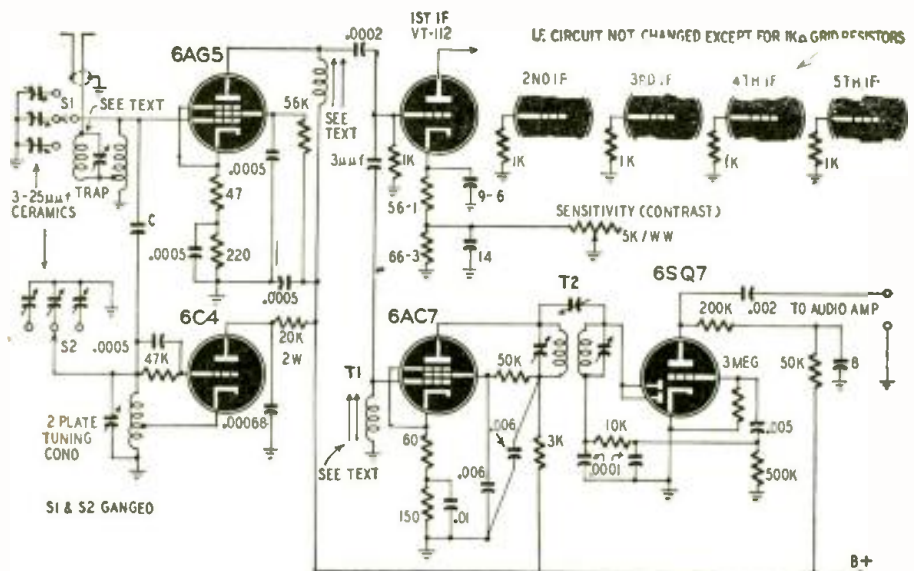 1ST IF
VT-112
I.F. CIRCUIT NOT CHANGED EXCEPT FOR 1KΩ GRID RESISTORS
6AG5
.0002
2ND IF
3RD IF
4TH IF
5TH IF
S1
SEE TEXT
56K
SEE TEXT
3μμf
1K
1K
1K
1K
1K
TRAP
3-25μμf
CERAMICS
.0005
47
9-6
56-1
SENSITIVITY (CONTRAST)
5K/WW
C
.0005
220
66-3
14
.0005
T2
6SQ7
6C4
200K
.002
TO AUDIO AMP
20K
2W
6AC7
S2
.0005
47K
T1
50K
3MEG
50K
8
2 PLATE
TUNING
COND
.00068
SEE TEXT
60
.006
.006
3K
10K
.005
.0001
500K
150
.01
S1 & S2 GANGED
B+